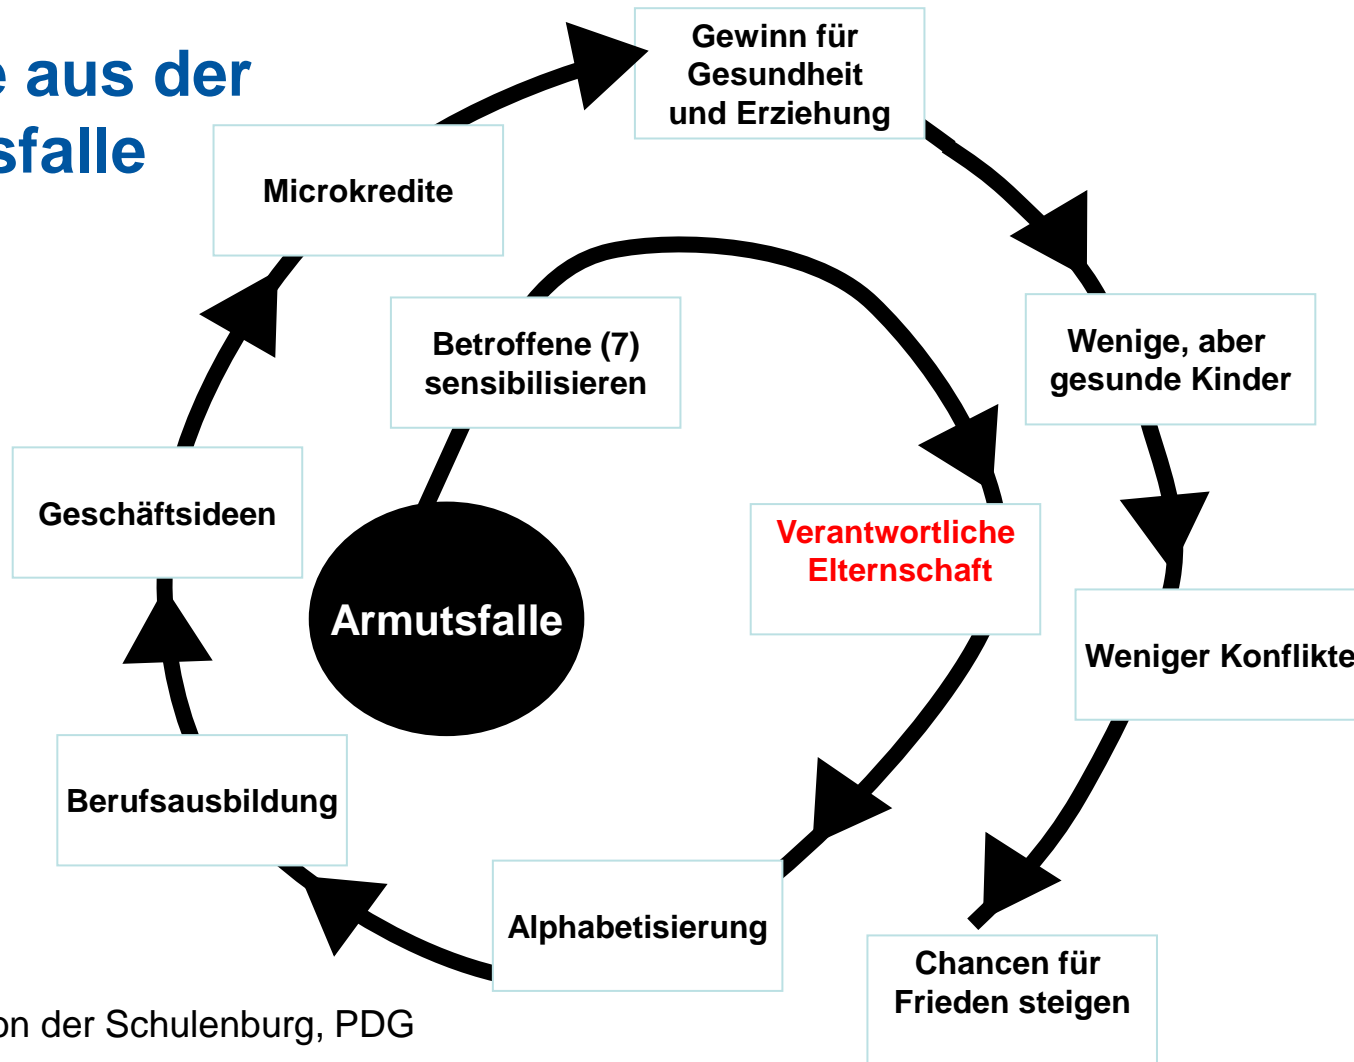 e aus der
sfalle
Gewinn für
Gesundheit
und Erziehung
Microkredite
Betroffene (7)
sensibilisieren
Wenige, aber
gesunde Kinder
Geschäftsideen
Verantwortliche
Elternschaft
Armutsfalle
Weniger Konflikte
Berufsausbildung
Alphabetisierung
Chancen für
Frieden steigen
on der Schulenburg, PDG